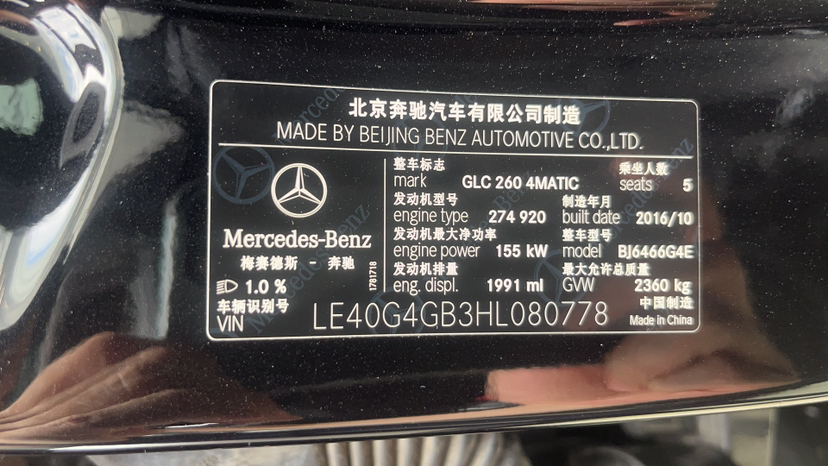 北京奔驰汽车有限公司制造
MADE BY BEIJING BENZ AUTOMOTIVE CO.,LTD.
Mercedes-Benz
梅赛德斯 - 奔驰
1.0 %
1781718
整车标志 乘坐人数
mark GLC 260 4MATIC seats 5
发动机型号 制造年月
engine type 274 920 built date 2016/10
发动机最大净功率 整车型号
engine power 155 kW model BJ6466G4E
发动机排量 最大允许总质量
eng. displ. 1991 ml GVW 2360 kg
车辆识别号 中国制造
VIN LE40G4GB3HL080778 Made in China